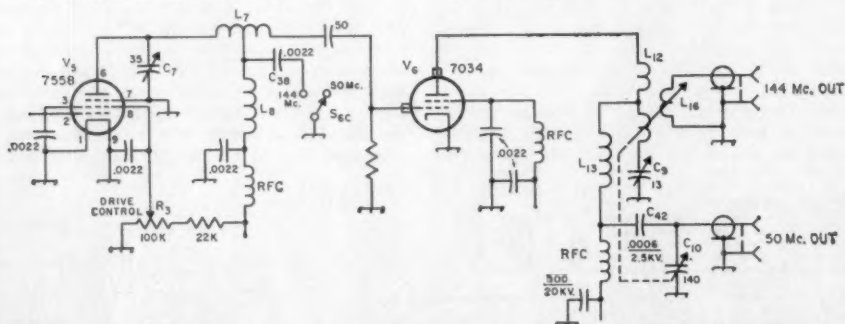 L7
50
V5
7558
6
35
C7
.0022
C38
V6
7034
L12
144 Mc.
50 Mc.
S6C
L16
144 Mc. OUT
3
2
7
8
1
9
L8
.0022
.0022
.0022
RFC
.0022
RFC
L13
C9
13
DRIVE CONTROL
R3
100K
22K
C42
.0006
2.5KV.
C10
140
50 Mc. OUT
RFC
500
20KV.